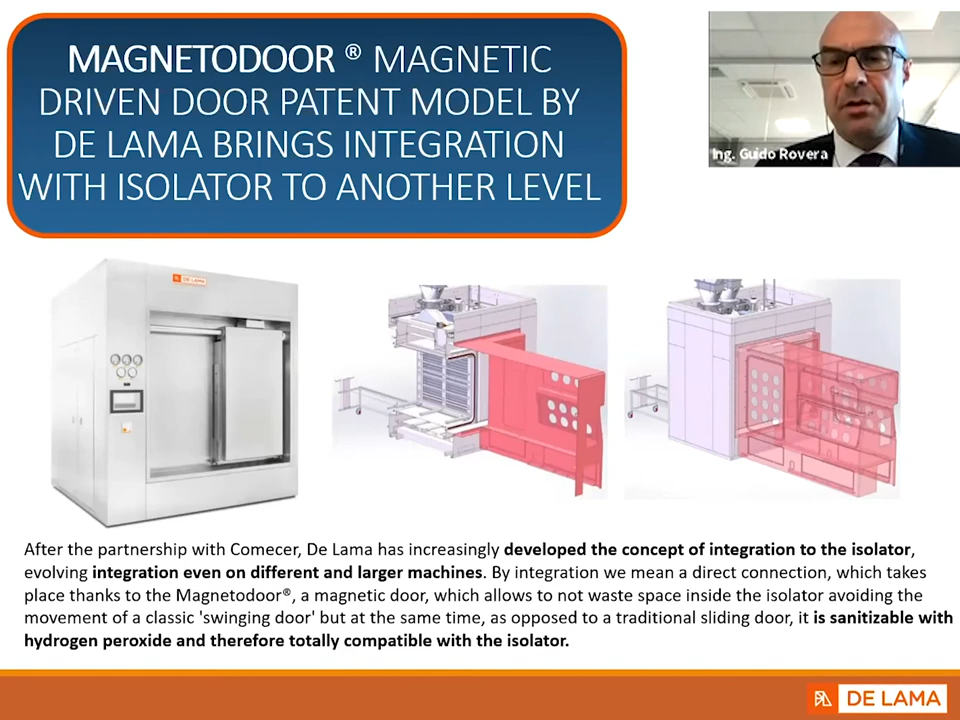 MAGNETODOOR ® MAGNETIC
DRIVEN DOOR PATENT MODEL BY
DE LAMA BRINGS INTEGRATION
WITH ISOLATOR TO ANOTHER LEVEL
Ing. Guido Rovera
DE LAMA
After the partnership with Comecer, De Lama has increasingly developed the concept of integration to the isolator,
evolving integration even on different and larger machines. By integration we mean a direct connection, which takes
place thanks to the Magnetodoor®, a magnetic door, which allows to not waste space inside the isolator avoiding the
movement of a classic 'swinging door' but at the same time, as opposed to a traditional sliding door, it is sanitizable with
hydrogen peroxide and therefore totally compatible with the isolator.
DE LAMA